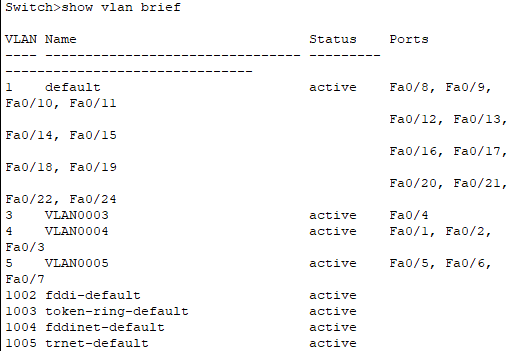 Switch>show vlan brief
VLAN Name                             Status    Ports
---- -------------------------------- ---------
-------------------------------
1    default                          active    Fa0/8, Fa0/9,
Fa0/10, Fa0/11
                                                Fa0/12, Fa0/13,
Fa0/14, Fa0/15
                                                Fa0/16, Fa0/17,
Fa0/18, Fa0/19
                                                Fa0/20, Fa0/21,
Fa0/22, Fa0/24
3    VLAN0003                         active    Fa0/4
4    VLAN0004                         active    Fa0/1, Fa0/2,
Fa0/3
5    VLAN0005                         active    Fa0/5, Fa0/6,
Fa0/7
1002 fddi-default                     active
1003 token-ring-default               active
1004 fddinet-default                  active
1005 trnet-default                    active